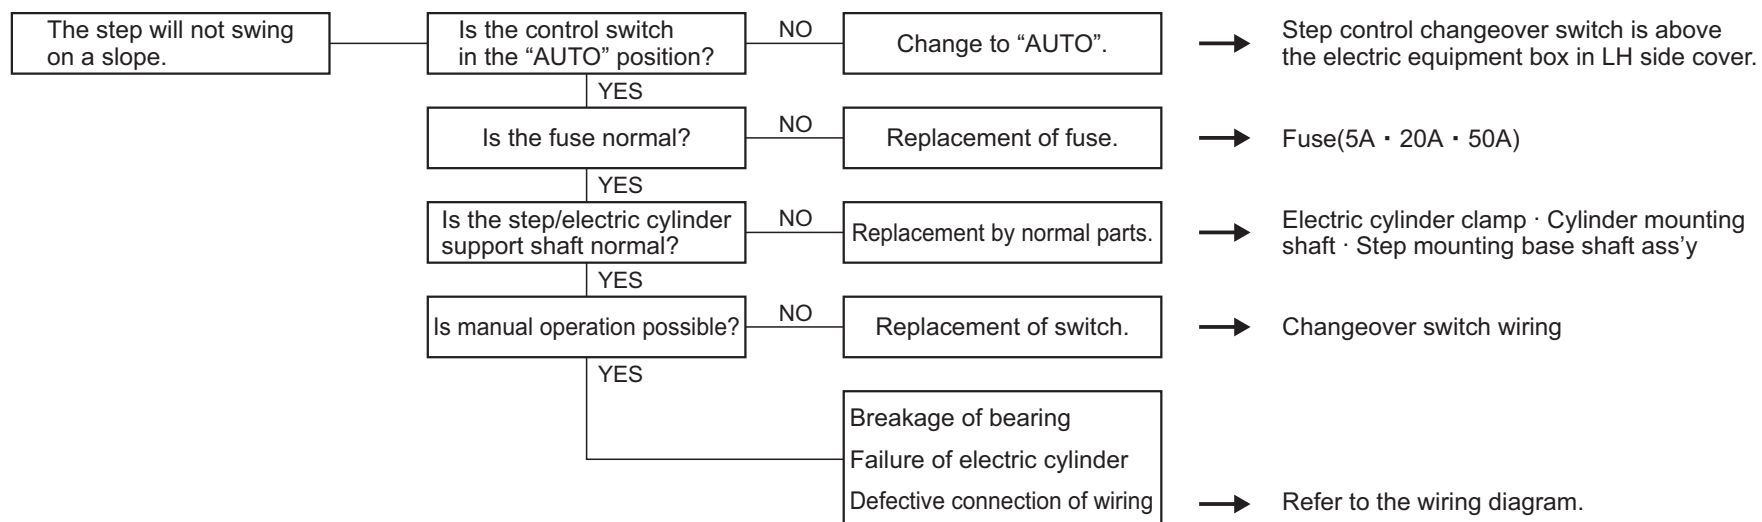 The step will not swing
on a slope.
Is the control switch
in the “AUTO” position?
NO
Change to “AUTO”.
Step control changeover switch is above
the electric equipment box in LH side cover.
YES
Is the fuse normal?
NO
Replacement of fuse.
Fuse(5A・20A・50A)
YES
Is the step/electric cylinder
support shaft normal?
NO
Replacement by normal parts.
Electric cylinder clamp · Cylinder mounting
shaft · Step mounting base shaft ass’y
YES
Is manual operation possible?
NO
Replacement of switch.
Changeover switch wiring
YES
Breakage of bearing
Failure of electric cylinder
Defective connection of wiring
Refer to the wiring diagram.